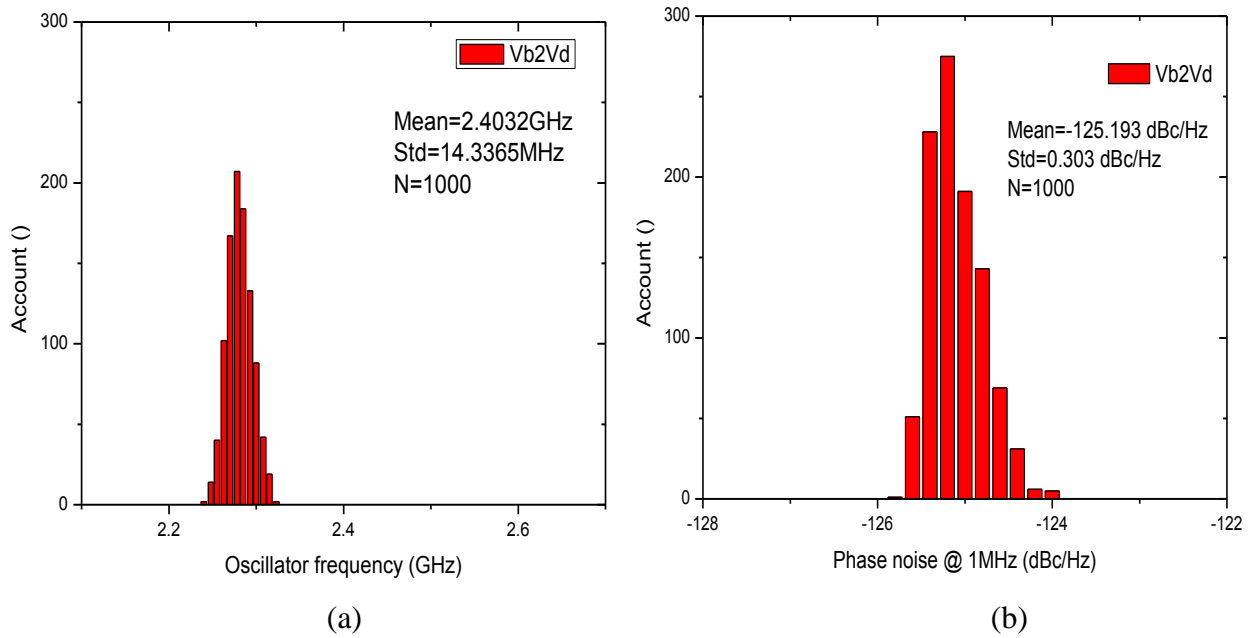 300
Vb2Vd
Mean=2.4032GHz
Std=14.3365MHz
N=1000
200
100
0
Account ()
2.2
2.4
2.6
Oscillator frequency (GHz)
(a)
300
Vb2Vd
Mean=-125.193 dBc/Hz
Std=0.303 dBc/Hz
N=1000
200
100
0
Account ()
-128
-126
-124
-122
Phase noise @ 1MHz (dBc/Hz)
(b)